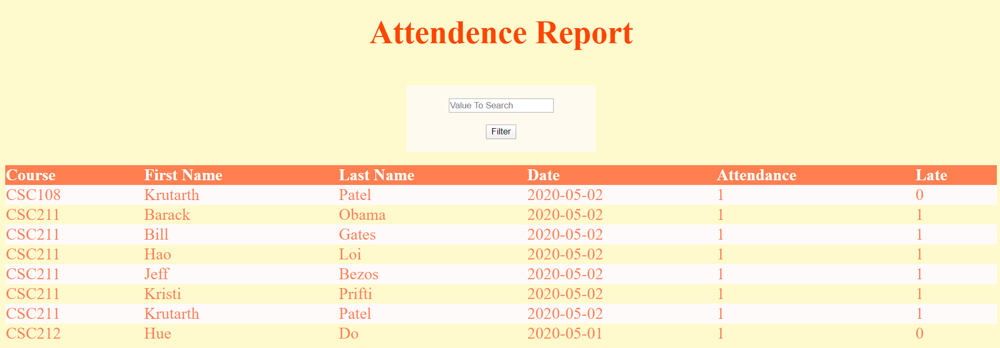 Attendence Report
Value To Search
Filter
Course First Name Last Name Date Attendance Late
CSC108 Krutarth Patel 2020-05-02 1 0
CSC211 Barack Obama 2020-05-02 1 1
CSC211 Bill Gates 2020-05-02 1 1
CSC211 Hao Loi 2020-05-02 1 1
CSC211 Jeff Bezos 2020-05-02 1 1
CSC211 Kristi Prifti 2020-05-02 1 1
CSC211 Krutarth Patel 2020-05-02 1 1
CSC212 Hue Do 2020-05-01 1 0